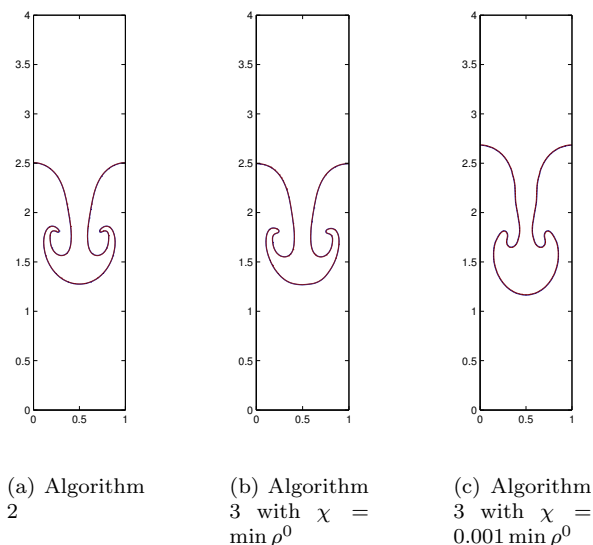 4
3.5
3
2.5
2
1.5
1
0.5
0
0 0.5 1
4
3.5
3
2.5
2
1.5
1
0.5
0
0 0.5 1
4
3.5
3
2.5
2
1.5
1
0.5
0
0 0.5 1
(a) Algorithm
2
(b) Algorithm
3 with χ =
min ρ⁰
(c) Algorithm
3 with χ =
0.001 min ρ⁰